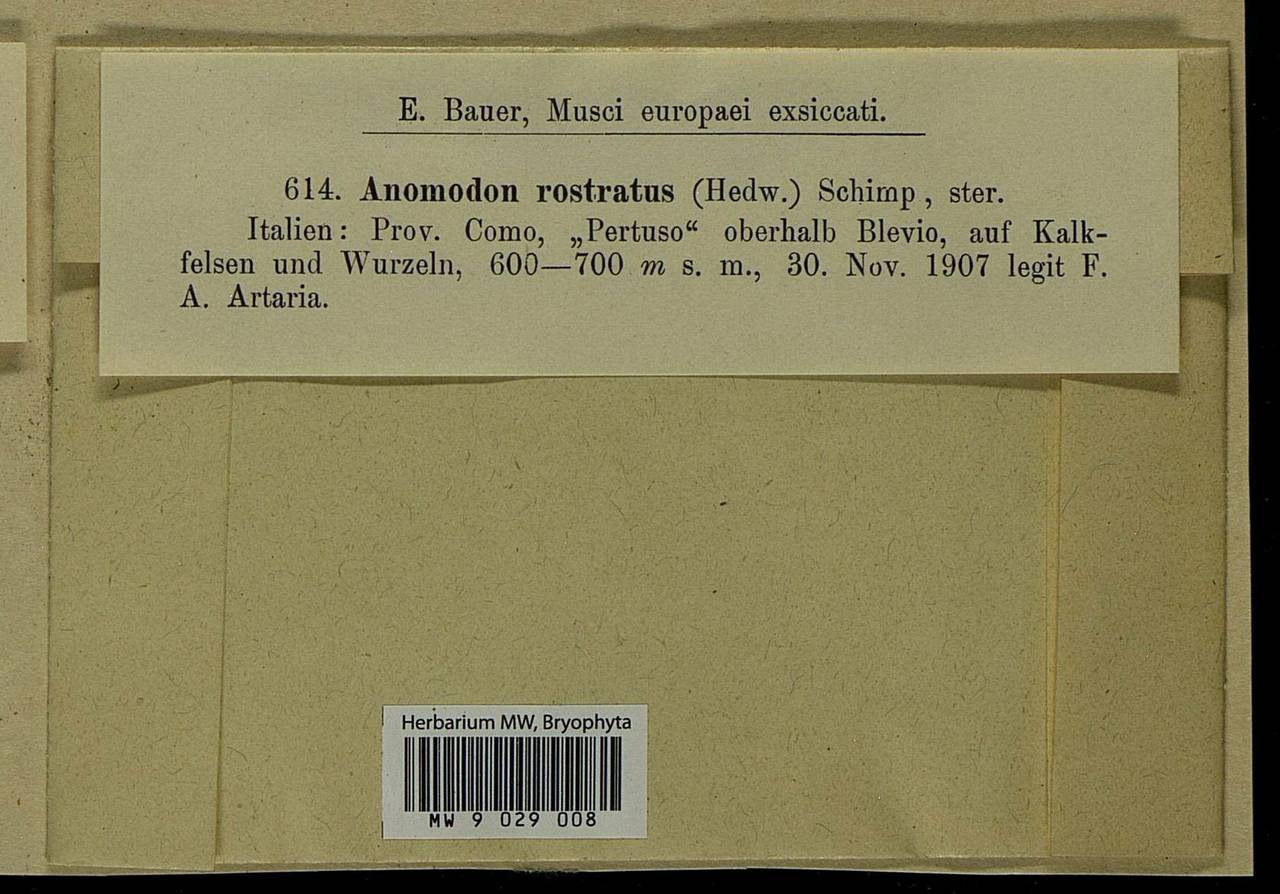 E. Bauer, Musci europaei exsiccati.
614. Anomodon rostratus (Hedw.) Schimp , ster.
Italien: Prov. Como, „Pertuso“ oberhalb Blevio, auf Kalk-
felsen und Wurzeln, 600—700 m s. m., 30. Nov. 1907 legit F.
A. Artaria.
Herbarium MW, Bryophyta
MW 9 029 008